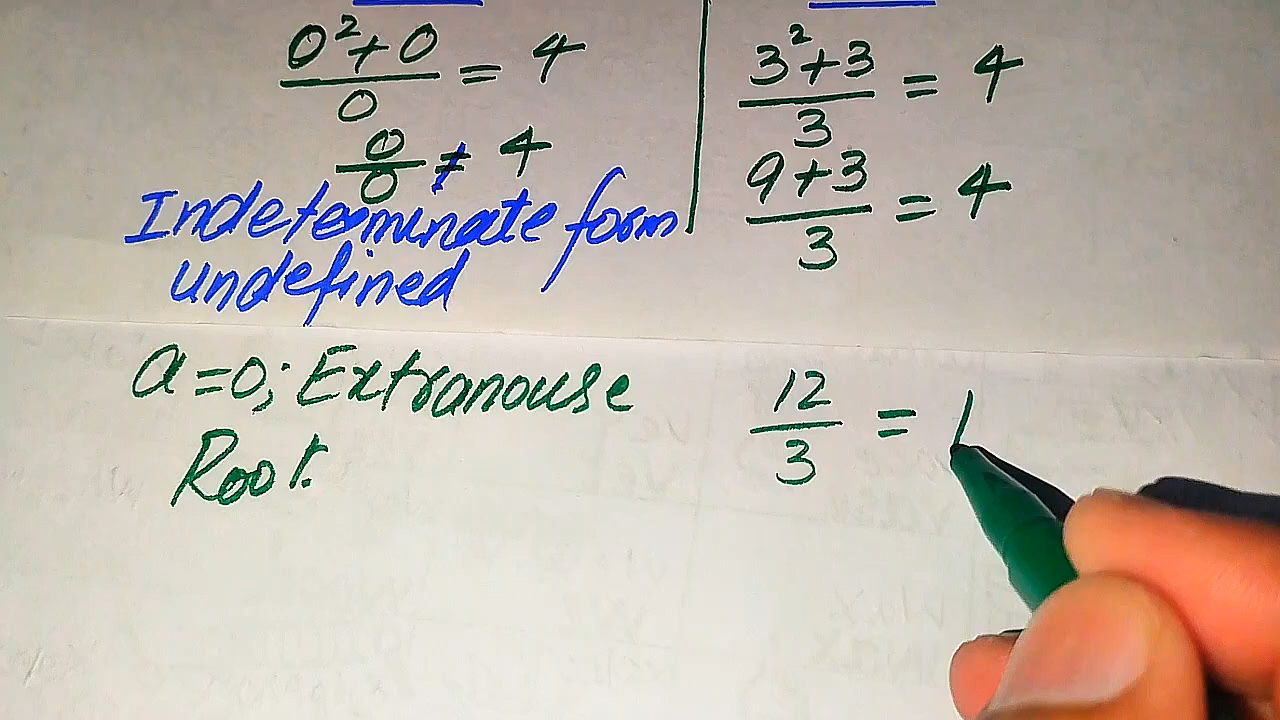 0²+0 / 0 = 4
0/0 ≠ 4
Indeterminate form
undefined
a=0; Extranouse
Root.
3²+3 / 3 = 4
9+3 / 3 = 4
12/3 =